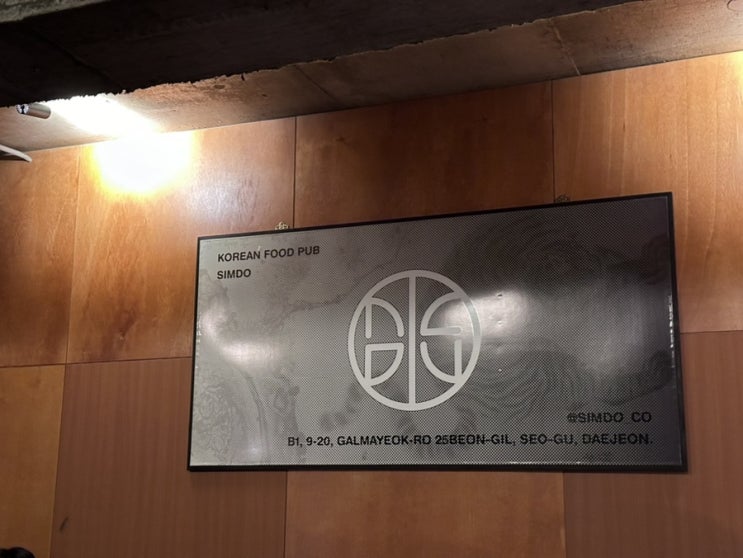 KOREAN FOOD PUB
SIMDO
@SIMDO_CO
B1, 9-20, GALMAYEOK-RO 25BEON-GIL, SEO-GU, DAEJEON.